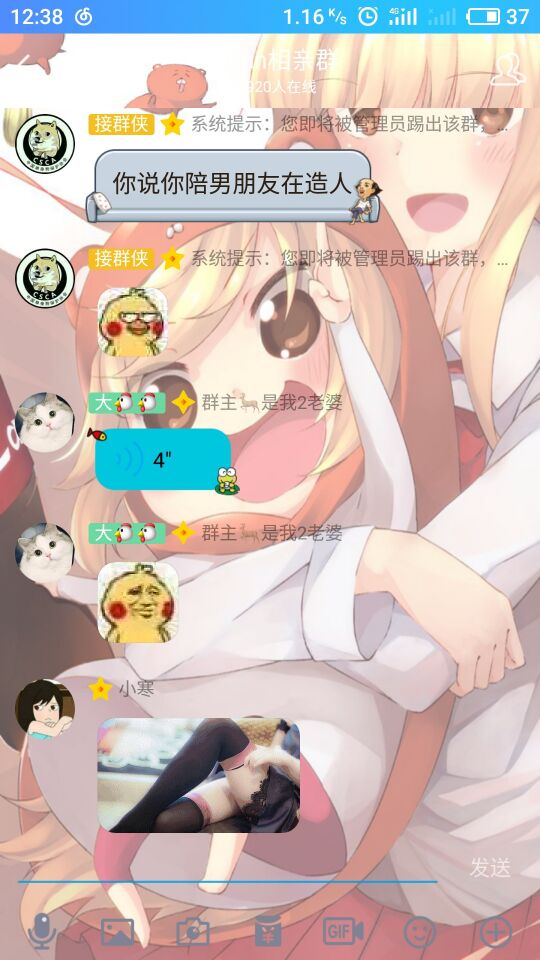 12:38 1.16 K/s 4G 37
相亲群
920人在线
接群侠 系统提示：您即将被管理员踢出该群，...
你说你陪男朋友在造人
接群侠 系统提示：您即将被管理员踢出该群，...
大 群主 是我2老婆
4"
大 群主 是我2老婆
小寒
发送
GIF
CSCA
CSCA